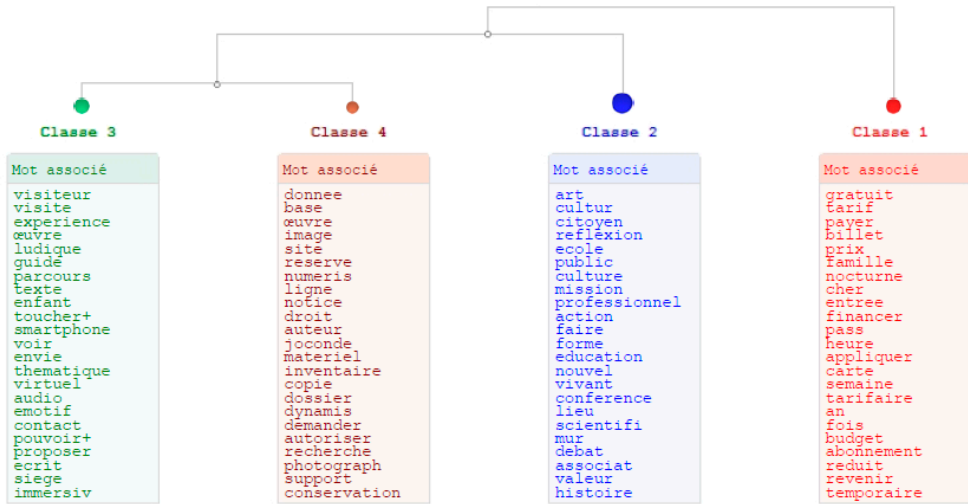 Classe 3
Mot associé
visiteur
visite
experience
œuvre
ludique
guide
parcours
texte
enfant
toucher+
smartphone
voir
envie
thematique
virtuel
audio
emotif
contact
pouvoir+
proposer
ecrit
siege
immersiv
Classe 4
Mot associé
donnee
base
œuvre
image
site
reserve
numeris
ligne
notice
droit
auteur
joconde
materiel
inventaire
copie
dossier
dynamis
demander
autoriser
recherche
photograph
support
conservation
Classe 2
Mot associé
art
cultur
citoyen
reflexion
ecole
public
culture
mission
professionnel
action
faire
forme
education
nouvel
vivant
conference
lieu
scientifi
mur
debat
associat
valeur
histoire
Classe 1
Mot associé
gratuit
tarif
payer
billet
prix
famille
nocturne
cher
entree
financer
pass
heure
appliquer
carte
semaine
tarifaire
an
fois
budget
abonnement
reduit
revenir
temporaire